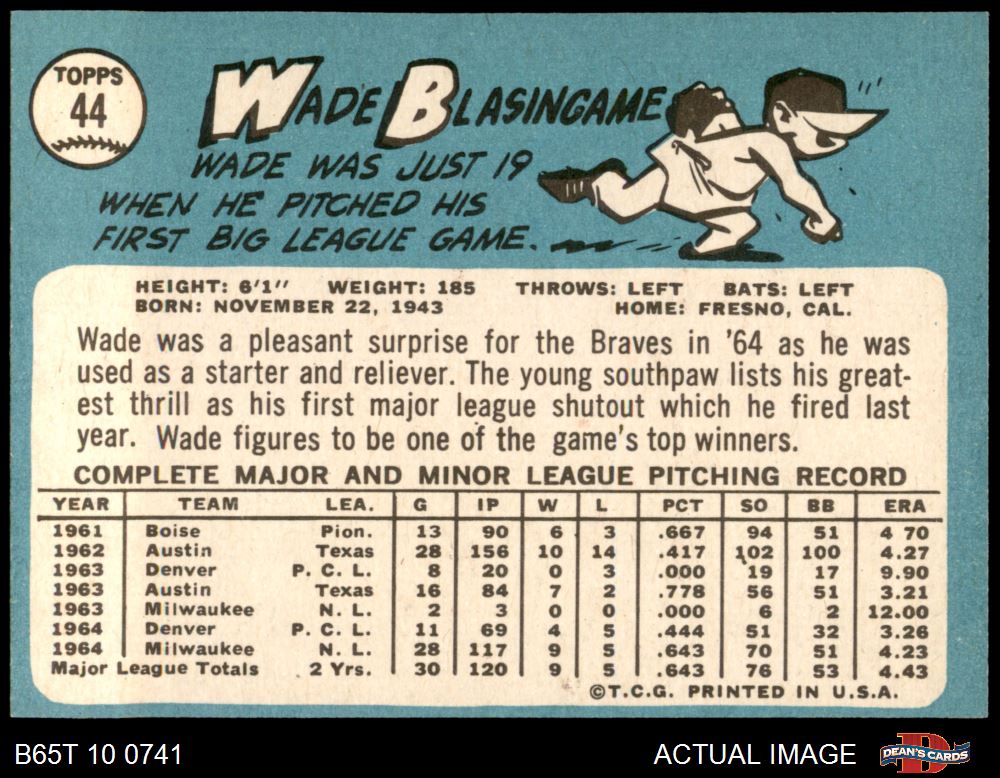 TOPPS
44
WADE BLASINGAME
WADE WAS JUST 19
WHEN HE PITCHED HIS
FIRST BIG LEAGUE GAME.
HEIGHT: 6'1" WEIGHT: 185 THROWS: LEFT BATS: LEFT
BORN: NOVEMBER 22, 1943 HOME: FRESNO, CAL.
Wade was a pleasant surprise for the Braves in '64 as he was
used as a starter and reliever. The young southpaw lists his great-
est thrill as his first major league shutout which he fired last
year. Wade figures to be one of the game's top winners.
COMPLETE MAJOR AND MINOR LEAGUE PITCHING RECORD
YEAR TEAM LEA. G IP W L PCT SO BB ERA
1961 Boise Pion. 13 90 6 3 .667 94 51 4 70
1962 Austin Texas 28 156 10 14 .417 102 100 4.27
1963 Denver P. C. L. 8 20 0 3 .000 19 17 9.90
1963 Austin Texas 16 84 7 2 .778 56 51 3.21
1963 Milwaukee N. L. 2 3 0 0 .000 6 2 12.00
1964 Denver P. C. L. 11 69 4 5 .444 51 32 3.26
1964 Milwaukee N. L. 28 117 9 5 .643 70 51 4.23
Major League Totals 2 Yrs. 30 120 9 5 .643 76 53 4.43
©T.C.G. PRINTED IN U.S.A.
B65T 10 0741 ACTUAL IMAGE D DEAN'S CARDS